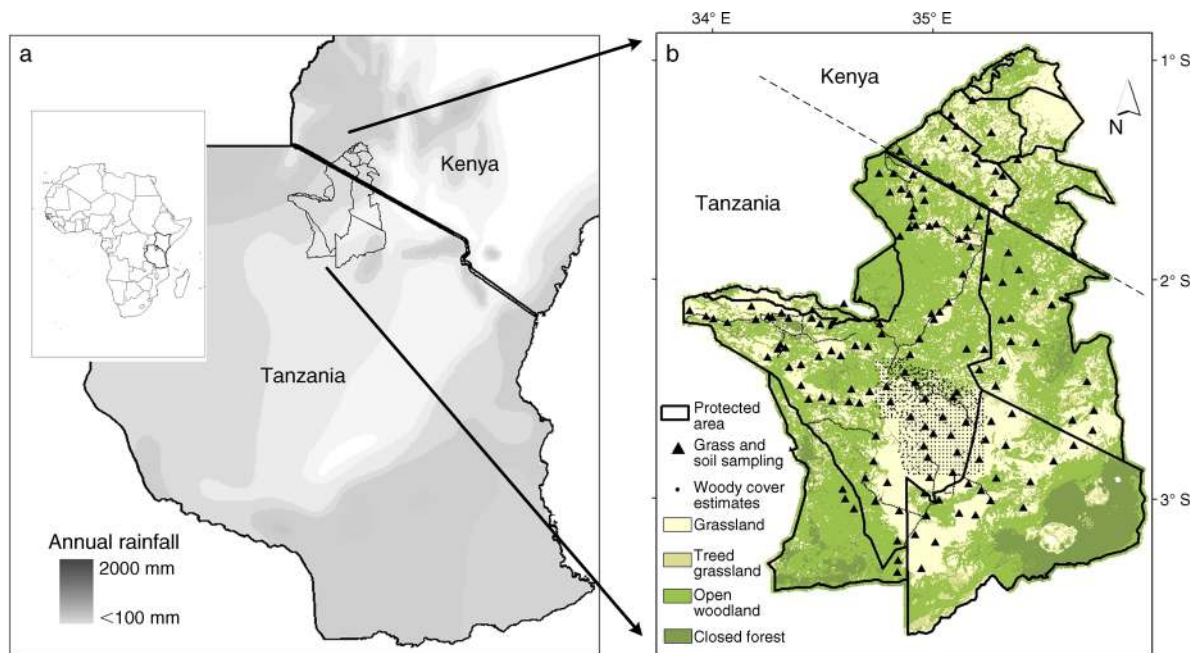 a
Kenya
Tanzania
Annual rainfall
2000 mm
<100 mm
34° E
35° E
b
Kenya
1° S
N
Tanzania
2° S
3° S
Protected
area
Grass and
soil sampling
Woody cover
estimates
Grassland
Treed
grassland
Open
woodland
Closed forest